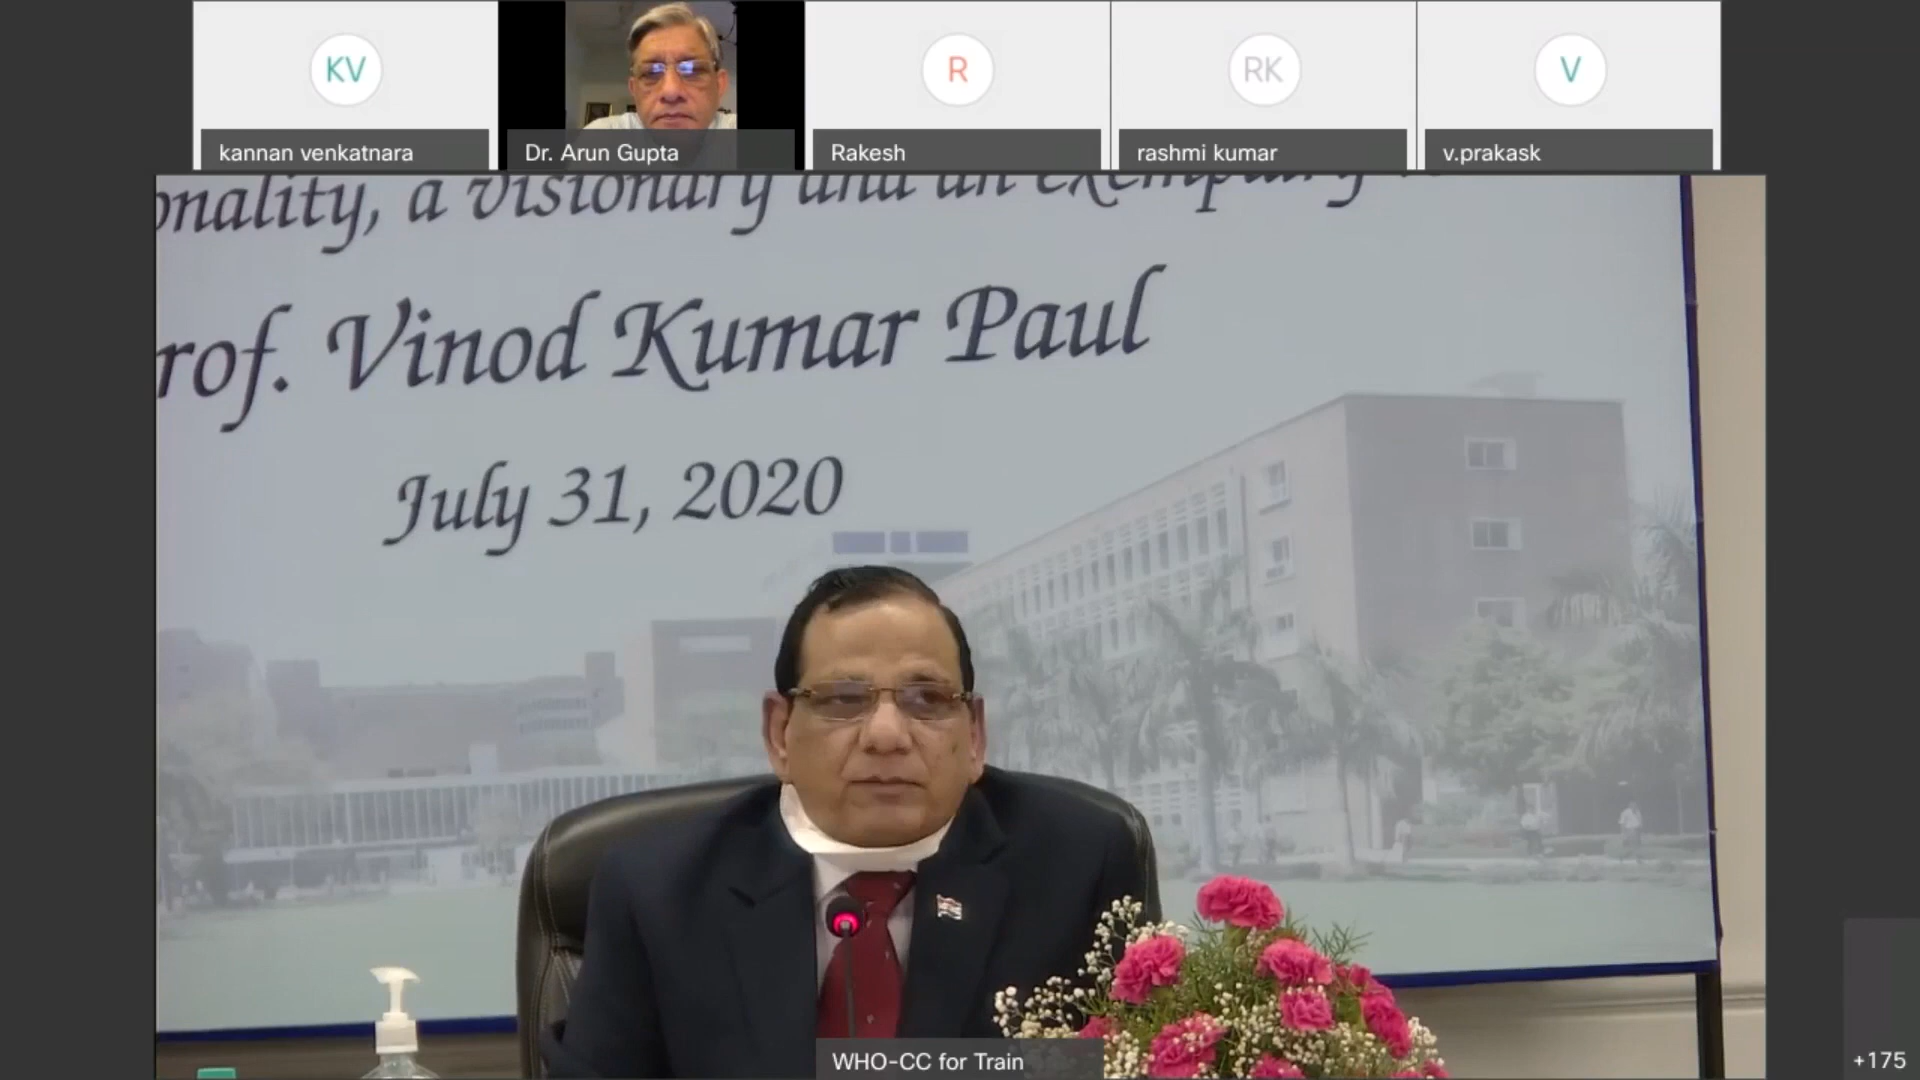 KV
R
RK
V
kannan venkatnara
Dr. Arun Gupta
Rakesh
rashmi kumar
v.prakask
onality, a visionary and an exemplary
rof. Vinod Kumar Paul
July 31, 2020
WHO-CC for Train
+175